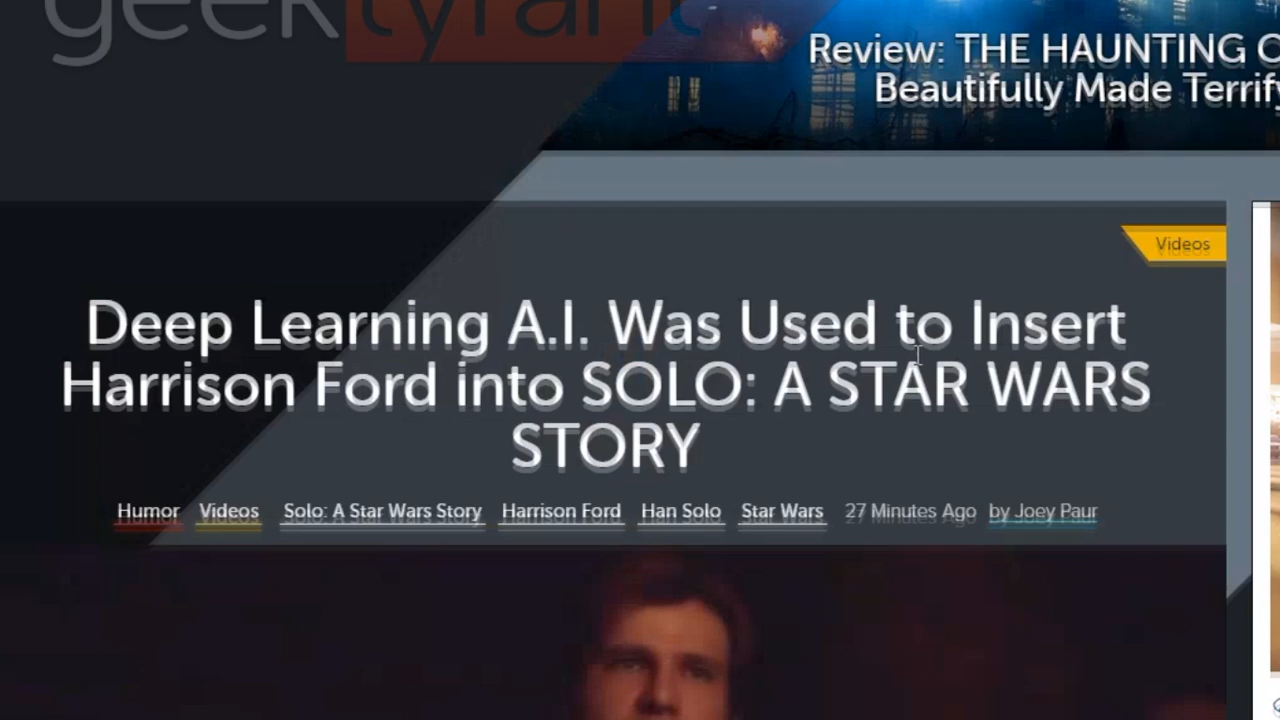 geektyrant
Review: THE HAUNTING O
Beautifully Made Terrify
Videos
Deep Learning A.I. Was Used to Insert
Harrison Ford into SOLO: A STAR WARS
STORY
Humor Videos Solo: A Star Wars Story Harrison Ford Han Solo Star Wars 27 Minutes Ago by Joey Paur